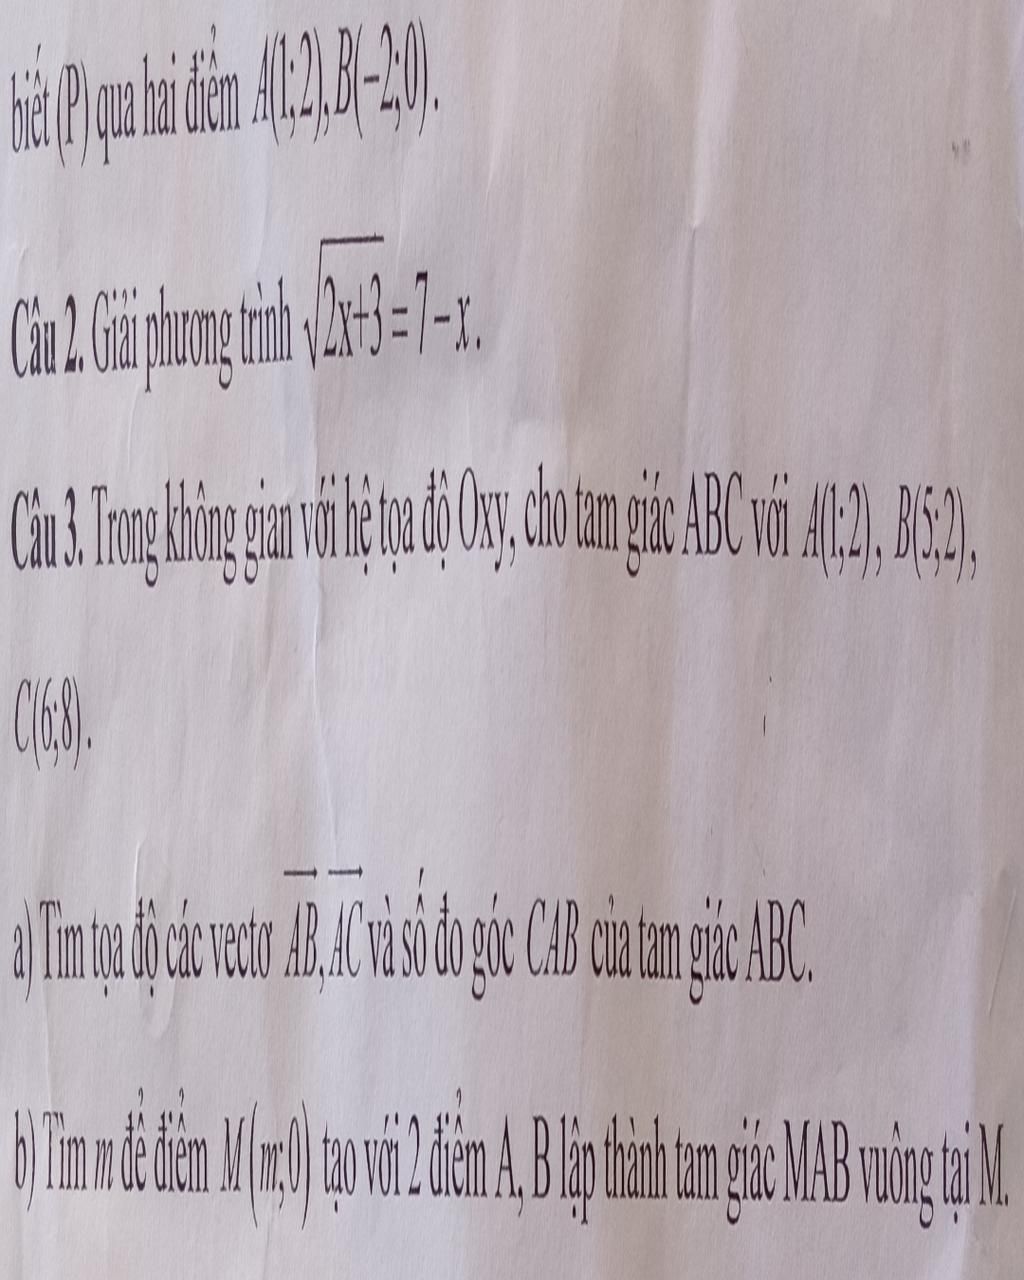 biết (P) qua hai điểm A(1;2), B(−2;0).
Câu 2. Giải phương trình √2x+3 = 7 − x.
Câu 3. Trong không gian với hệ tọa độ Oxy, cho tam giác ABC với A(1;2), B(5;2),
C(6;8).
a) Tìm tọa độ các vectơ AB, AC và số đo góc CAB của tam giác ABC.
b) Tìm m để điểm M(m;0) tạo với 2 điểm A, B lập thành tam giác MAB vuông tại M.